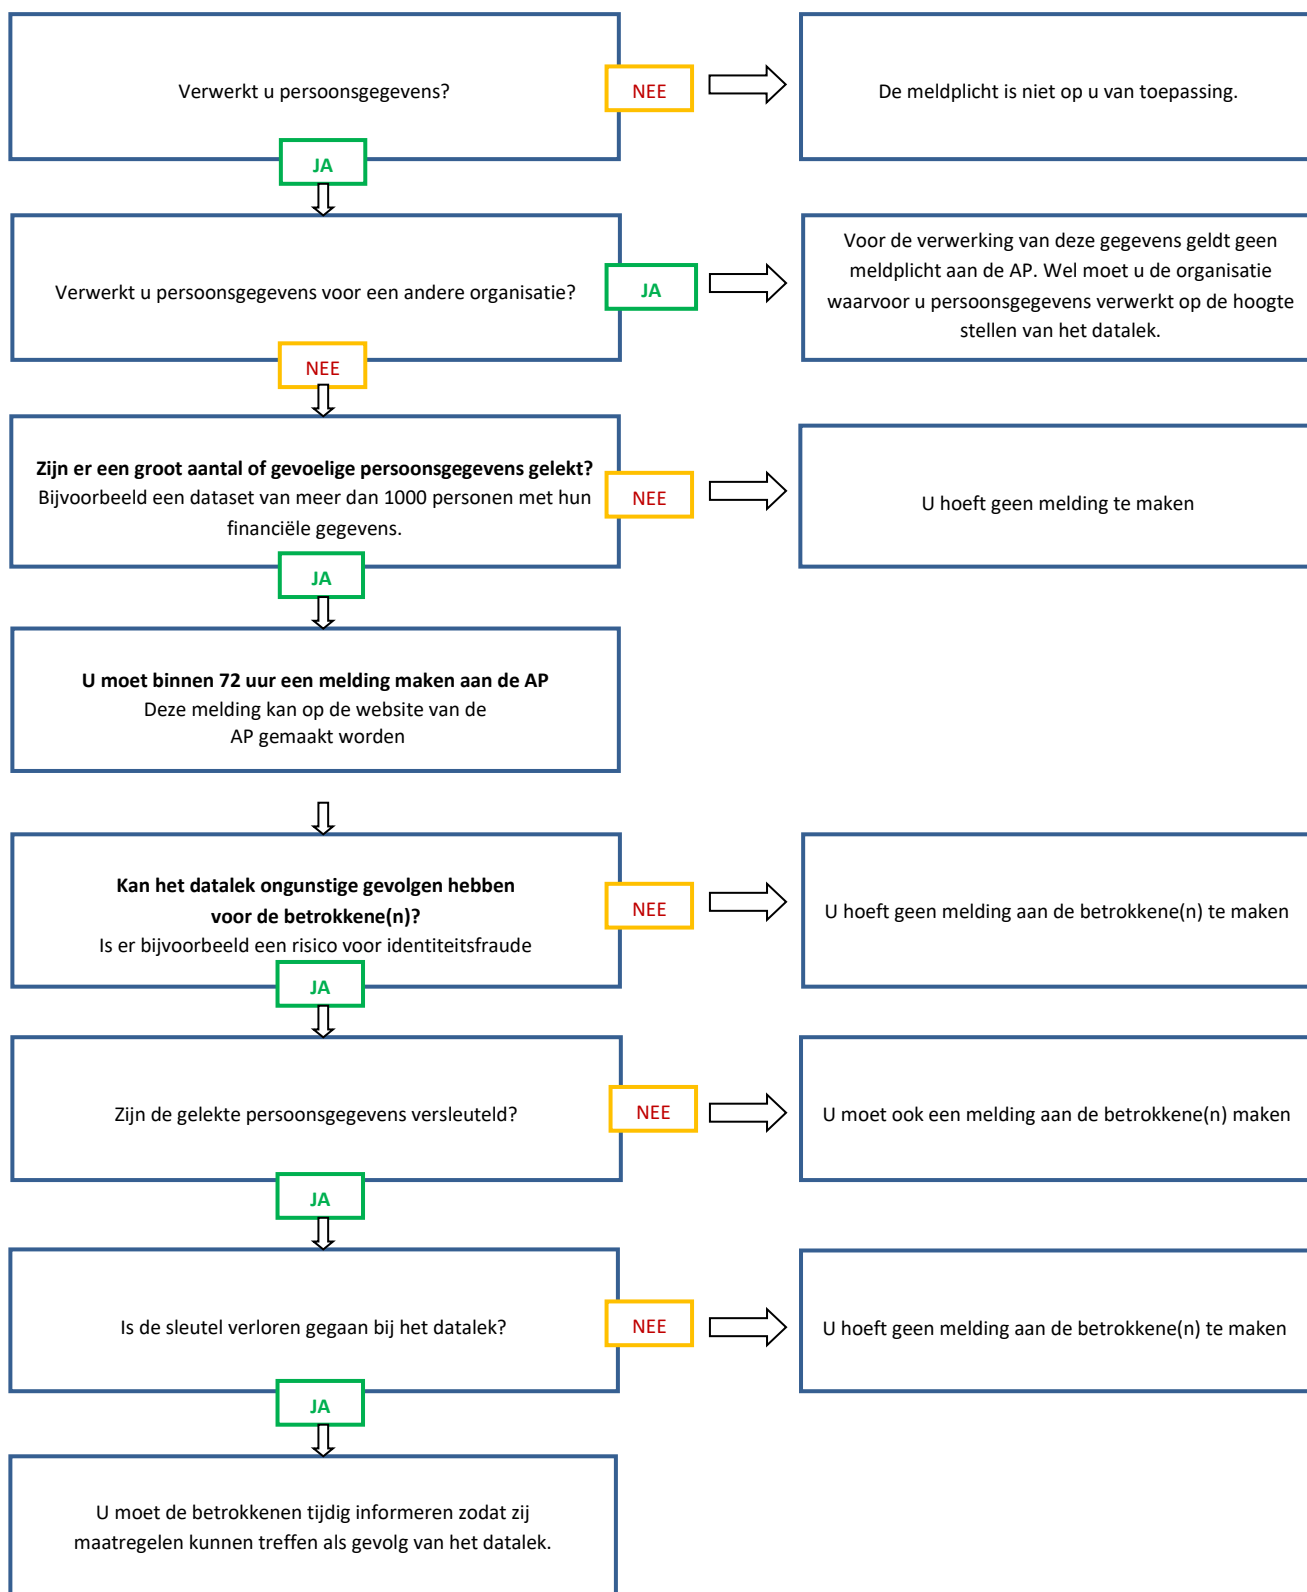 Verwerkt u persoonsgegevens?
NEE
De meldplicht is niet op u van toepassing.
JA
Verwerkt u persoonsgegevens voor een andere organisatie?
JA
Voor de verwerking van deze gegevens geldt geen
meldplicht aan de AP. Wel moet u de organisatie
waarvoor u persoonsgegevens verwerkt op de hoogte
stellen van het datalek.
NEE
Zijn er een groot aantal of gevoelige persoonsgegevens gelekt?
Bijvoorbeeld een dataset van meer dan 1000 personen met hun
financiële gegevens.
NEE
U hoeft geen melding te maken
JA
U moet binnen 72 uur een melding maken aan de AP
Deze melding kan op de website van de
AP gemaakt worden
Kan het datalek ongunstige gevolgen hebben
voor de betrokkene(n)?
Is er bijvoorbeeld een risico voor identiteitsfraude
NEE
U hoeft geen melding aan de betrokkene(n) te maken
JA
Zijn de gelekte persoonsgegevens versleuteld?
NEE
U moet ook een melding aan de betrokkene(n) maken
JA
Is de sleutel verloren gegaan bij het datalek?
NEE
U hoeft geen melding aan de betrokkene(n) te maken
JA
U moet de betrokkenen tijdig informeren zodat zij
maatregelen kunnen treffen als gevolg van het datalek.